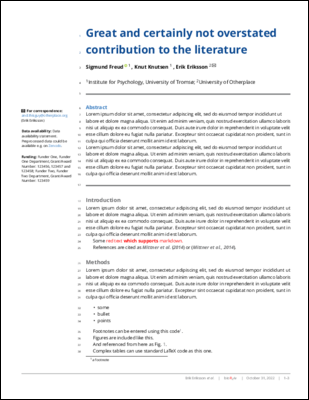 Great and certainly not overstated
contribution to the literature
Sigmund Freud 1 , Knut Knutsen 1 , Erik Eriksson 2
1 Institute for Psychology, University of Tromsø; 2 University of Otherplace
For correspondence:
(Erik Eriksson)
Data availability: Data
availability statement.
Preprocessed data could be
available e.g. on
Funding: Funder One, Funder
One Department, Grant-Award
Number: 123456, 123457 and
123458; Funder Two, Funder
Two Department, Grant-Award
Number: 123459
Abstract
Lorem ipsum dolor sit amet, consectetur adipiscing elit, sed do eiusmod tempor incididunt ut
labore et dolore magna aliqua. Ut enim ad minim veniam, quis nostrud exercitation ullamco laboris
nisi ut aliquip ex ea commodo consequat. Duis aute irure dolor in reprehenderit in voluptate velit
esse cillum dolore eu fugiat nulla pariatur. Excepteur sint occaecat cupidatat non proident, sunt in
culpa qui officia deserunt mollit anim id est laborum.
Lorem ipsum dolor sit amet, consectetur adipiscing elit, sed do eiusmod tempor incididunt ut
labore et dolore magna aliqua. Ut enim ad minim veniam, quis nostrud exercitation ullamco laboris
nisi ut aliquip ex ea commodo consequat. Duis aute irure dolor in reprehenderit in voluptate velit
esse cillum dolore eu fugiat nulla pariatur. Excepteur sint occaecat cupidatat non proident, sunt in
culpa qui officia deserunt mollit anim id est laborum.
Introduction
Lorem ipsum dolor sit amet, consectetur adipiscing elit, sed do eiusmod tempor incididunt ut
labore et dolore magna aliqua. Ut enim ad minim veniam, quis nostrud exercitation ullamco laboris
nisi ut aliquip ex ea commodo consequat. Duis aute irure dolor in reprehenderit in voluptate velit
esse cillum dolore eu fugiat nulla pariatur. Excepteur sint occaecat cupidatat non proident, sunt in
culpa qui officia deserunt mollit anim id est laborum.
Some red text which supports markdown.
References are cited as Mittner et al. (2014) or (Mittner et al., 2014).
Methods
Lorem ipsum dolor sit amet, consectetur adipiscing elit, sed do eiusmod tempor incididunt ut
labore et dolore magna aliqua. Ut enim ad minim veniam, quis nostrud exercitation ullamco laboris
nisi ut aliquip ex ea commodo consequat. Duis aute irure dolor in reprehenderit in voluptate velit
esse cillum dolore eu fugiat nulla pariatur. Excepteur sint occaecat cupidatat non proident, sunt in
culpa qui officia deserunt mollit anim id est laborum.
• some
• bullet
• points
Footnotes can be entered using this code 1.
Figures are included like this.
And referenced from here as Fig. 1.
Complex tables can use standard LaTeX code as this one.
1 a footnote
October 31, 2022 | 1–3